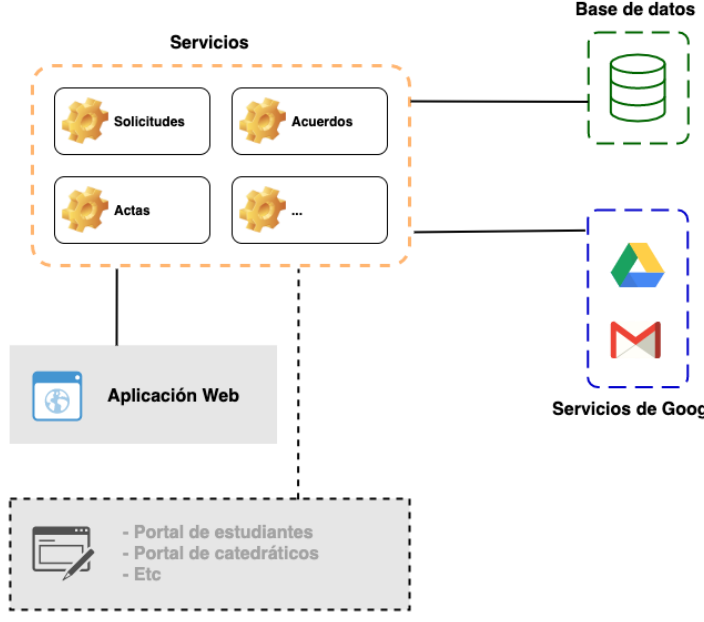 Base de datos
Servicios
Solicitudes
Acuerdos
Actas
...
Aplicación Web
Servicios de Goog
- Portal de estudiantes
- Portal de catedráticos
- Etc